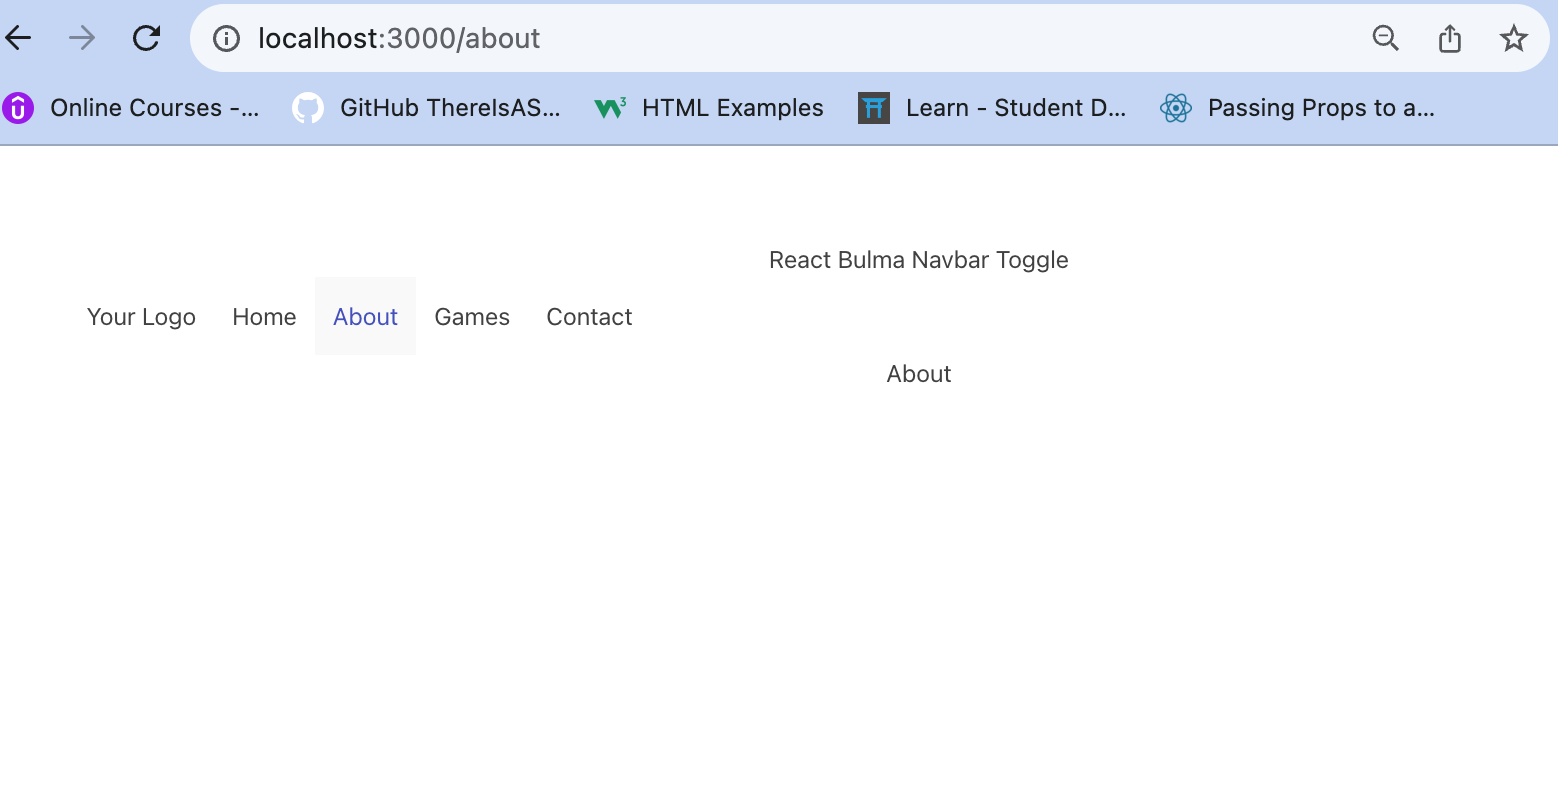 localhost:3000/about
Online Courses -...
GitHub ThereIsAS...
W3
HTML Examples
Learn - Student D...
Passing Props to a...
React Bulma Navbar Toggle
Your Logo Home About Games Contact
About